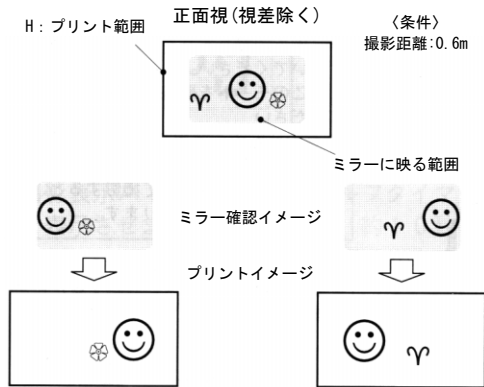 正面視(視差除く)
H：プリント範囲
〈条件〉
撮影距離:0.6m
ミラーに映る範囲
ミラー確認イメージ
プリントイメージ